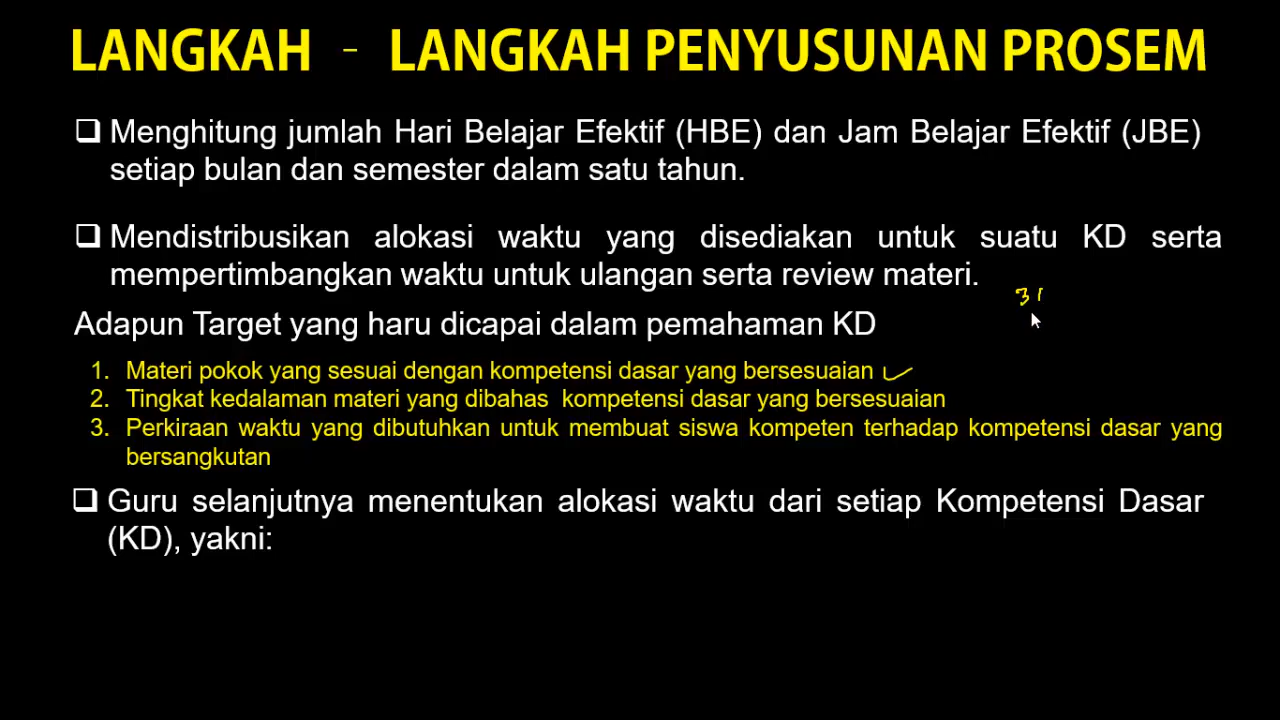 LANGKAH - LANGKAH PENYUSUNAN PROSEM
❑ Menghitung jumlah Hari Belajar Efektif (HBE) dan Jam Belajar Efektif (JBE)
setiap bulan dan semester dalam satu tahun.
❑ Mendistribusikan alokasi waktu yang disediakan untuk suatu KD serta
mempertimbangkan waktu untuk ulangan serta review materi.
Adapun Target yang haru dicapai dalam pemahaman KD
1. Materi pokok yang sesuai dengan kompetensi dasar yang bersesuaian
2. Tingkat kedalaman materi yang dibahas kompetensi dasar yang bersesuaian
3. Perkiraan waktu yang dibutuhkan untuk membuat siswa kompeten terhadap kompetensi dasar yang
bersangkutan
❑ Guru selanjutnya menentukan alokasi waktu dari setiap Kompetensi Dasar
(KD), yakni: